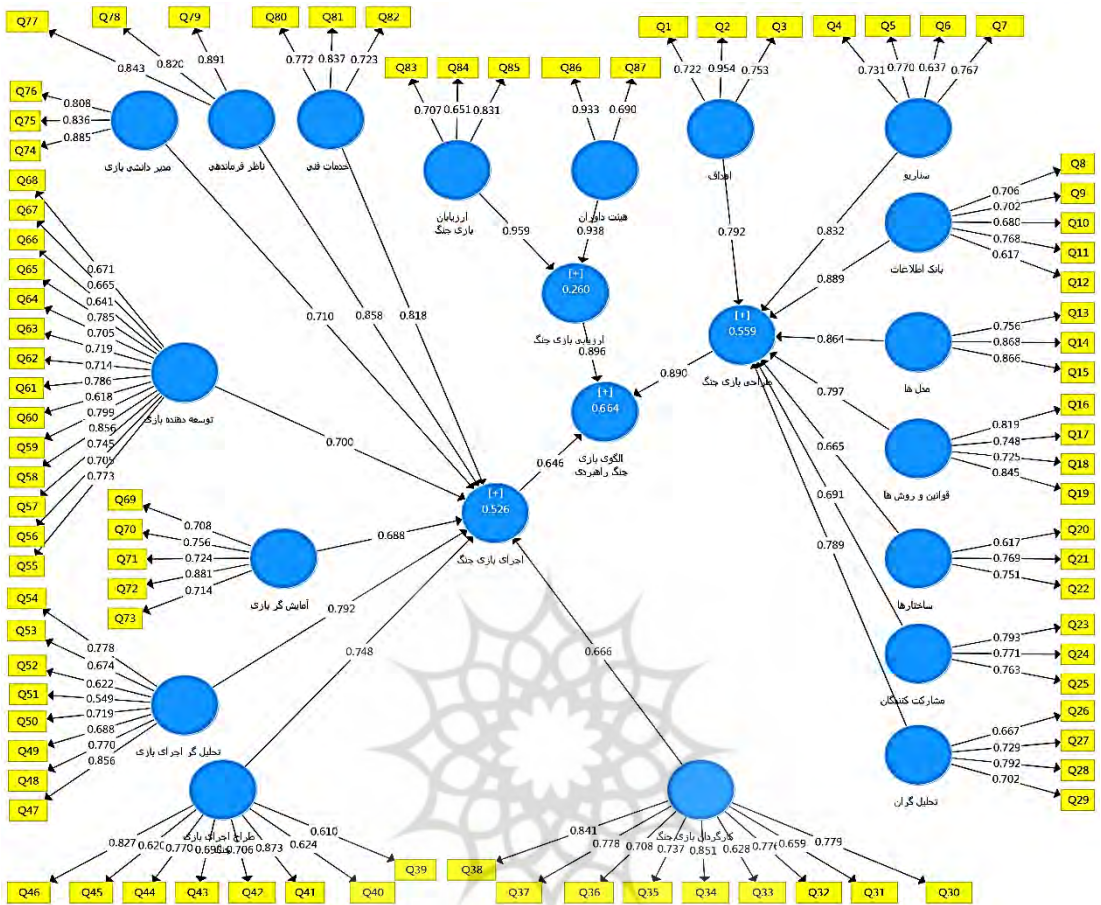 Q77
Q78
Q79
Q80
Q81
Q82
0.843
0.820
0.891
0.772
0.837
0.723
Q83
Q84
Q85
Q86
Q87
0.707
0.651
0.831
0.933
0.690
Q1
Q2
Q3
0.722
0.954
0.753
Q4
Q5
Q6
Q7
0.731
0.770
0.637
0.767
Q76
Q75
Q74
0.808
0.836
0.885
مدیر دانشی بازی
ناظر فرماندهی
خدمات فنی
ارزیابان
بازی جنگ
هیئت داوران
اهداف
سناریو
0.710
0.858
0.818
0.959
0.938
0.792
0.832
Q8
Q9
Q10
Q11
Q12
0.706
0.702
0.680
0.768
0.617
بانک اطلاعات
0.889
[+]
0.260
ارزیابی بازی جنگ
0.896
[+]
0.559
طراحی بازی جنگ
0.890
Q13
Q14
Q15
0.756
0.868
0.866
مدل ها
0.864
[+]
0.664
الگوی بازی
جنگ راهبردی
Q16
Q17
Q18
Q19
0.819
0.748
0.725
0.845
قوانین و روش ها
0.797
Q68
Q67
Q66
Q65
Q64
Q63
Q62
Q61
Q60
Q59
Q58
Q57
Q56
Q55
0.671
0.665
0.641
0.785
0.705
0.719
0.714
0.786
0.618
0.799
0.856
0.745
0.705
0.773
توسعه دهنده بازی
0.700
[+]
0.526
اجرای بازی جنگ
0.646
Q20
Q21
Q22
0.617
0.769
0.751
ساختارها
0.665
Q69
Q70
Q71
Q72
Q73
0.708
0.756
0.724
0.881
0.714
آمایش گر بازی
0.688
Q23
Q24
Q25
0.793
0.771
0.763
مشارکت کنندگان
0.691
Q54
Q53
Q52
Q51
Q50
Q49
Q48
Q47
0.778
0.674
0.622
0.549
0.719
0.688
0.770
0.856
تحلیل گر اجرای بازی
0.792
Q26
Q27
Q28
Q29
0.667
0.729
0.792
0.702
تحلیل گران
0.789
طراح اجرای بازی
0.748
0.827
0.620
0.770
0.690
0.706
0.873
0.624
0.610
Q46
Q45
Q44
Q43
Q42
Q41
Q40
Q39
کارگردان بازی جنگ
0.666
0.841
0.778
0.708
0.737
0.851
0.628
0.776
0.659
0.779
Q38
Q37
Q36
Q35
Q34
Q33
Q32
Q31
Q30